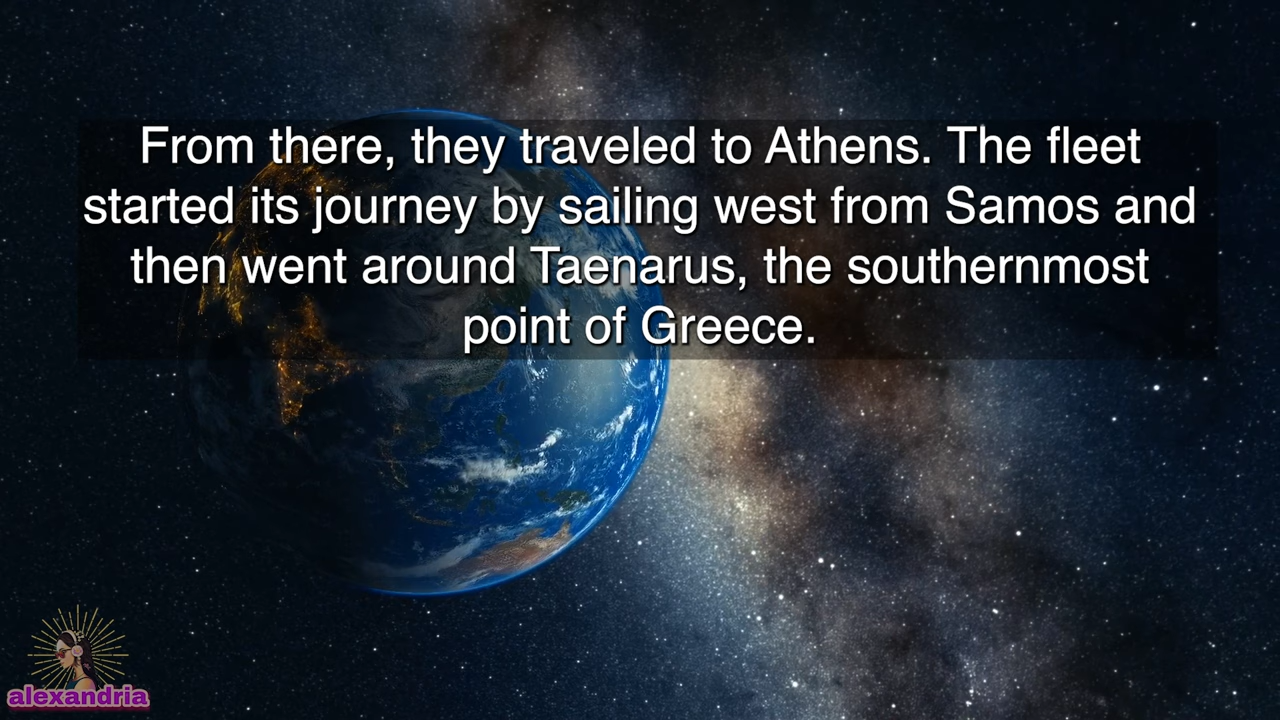 From there, they traveled to Athens. The fleet
started its journey by sailing west from Samos and
then went around Taenarus, the southernmost
point of Greece.
alexandria